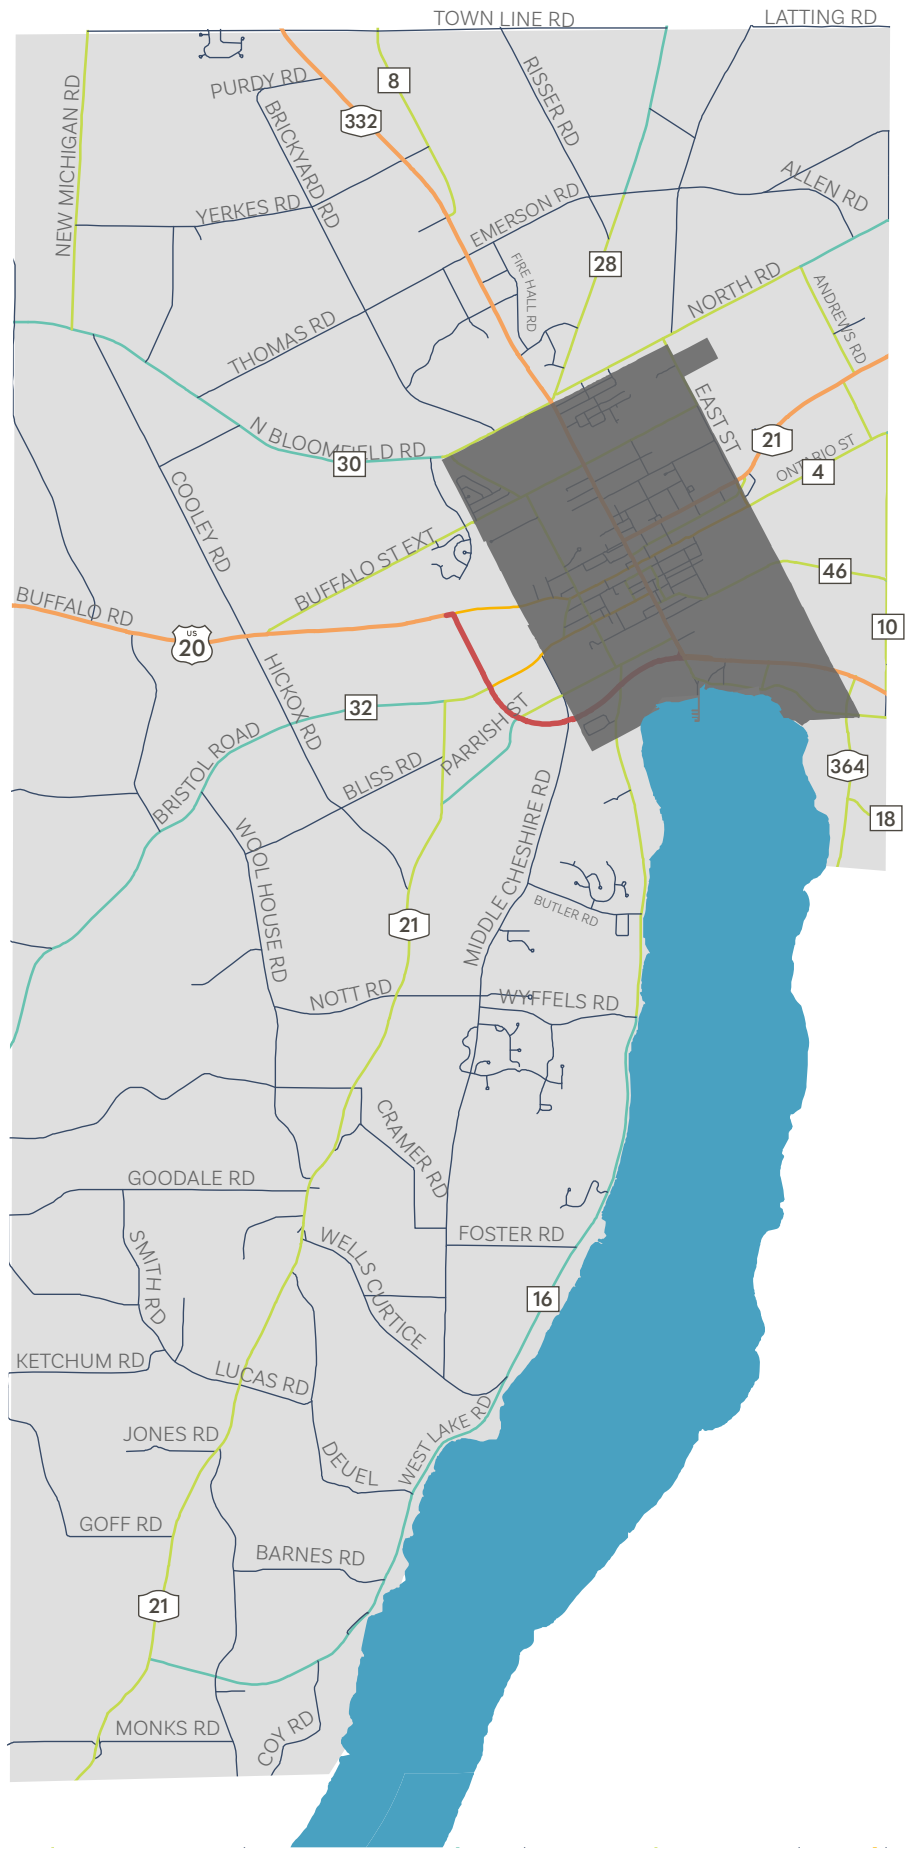 TOWN LINE RD
LATTING RD
8
PURDY RD
RISSER RD
NEW MICHIGAN RD
332
BRICKYARD RD
ALLEN RD
YERKES RD
EMERSON RD
28
FIRE HALL RD
NORTH RD
ANDREWS RD
THOMAS RD
EAST ST
N BLOOMFIELD RD
30
21
ONTARIO ST
4
COOLEY RD
BUFFALO ST EXT
46
BUFFALO RD
US
20
10
HICKOX RD
32
PARRISH ST
BRISTOL ROAD
BLISS RD
364
18
WOOL HOUSE RD
MIDDLE CHESHIRE RD
BUTLER RD
21
NOTT RD
WYFFELS RD
CRAMER RD
GOODALE RD
SMITH RD
WELLS CURTICE
FOSTER RD
16
KETCHUM RD
LUCAS RD
WEST LAKE RD
JONES RD
DEUEL
GOFF RD
BARNES RD
21
MONKS RD
COY RD